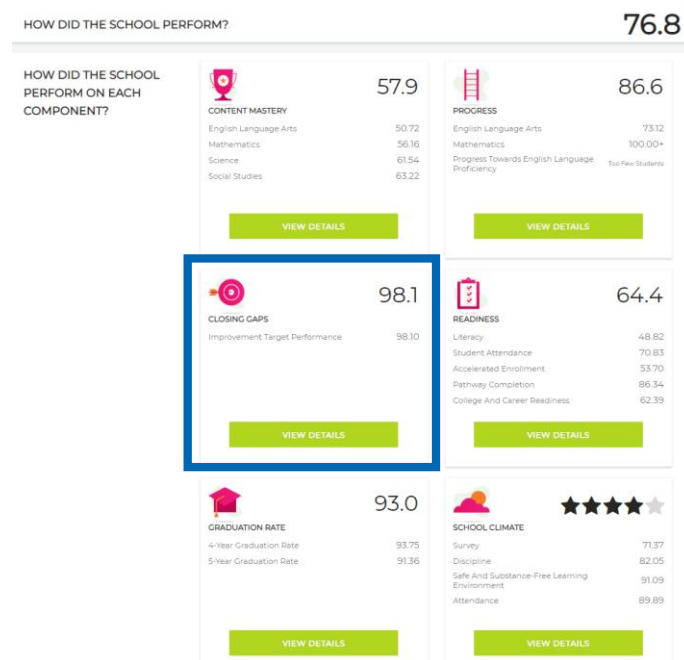 HOW DID THE SCHOOL PERFORM?
76.8
HOW DID THE SCHOOL
PERFORM ON EACH
COMPONENT?
57.9
CONTENT MASTERY
English Language Arts 50.72
Mathematics 56.16
Science 61.54
Social Studies 63.22
VIEW DETAILS
86.6
PROGRESS
English Language Arts 73.12
Mathematics 100.00+
Progress Towards English Language
Proficiency Too Few Students
VIEW DETAILS
98.1
CLOSING GAPS
Improvement Target Performance 98.10
VIEW DETAILS
64.4
READINESS
Literacy 48.82
Student Attendance 70.83
Accelerated Enrollment 53.70
Pathway Completion 86.34
College And Career Readiness 62.39
VIEW DETAILS
93.0
GRADUATION RATE
4-Year Graduation Rate 93.75
5-Year Graduation Rate 91.36
VIEW DETAILS
SCHOOL CLIMATE
Survey 71.37
Discipline 82.05
Safe And Substance-Free Learning
Environment 91.09
Attendance 89.89
VIEW DETAILS